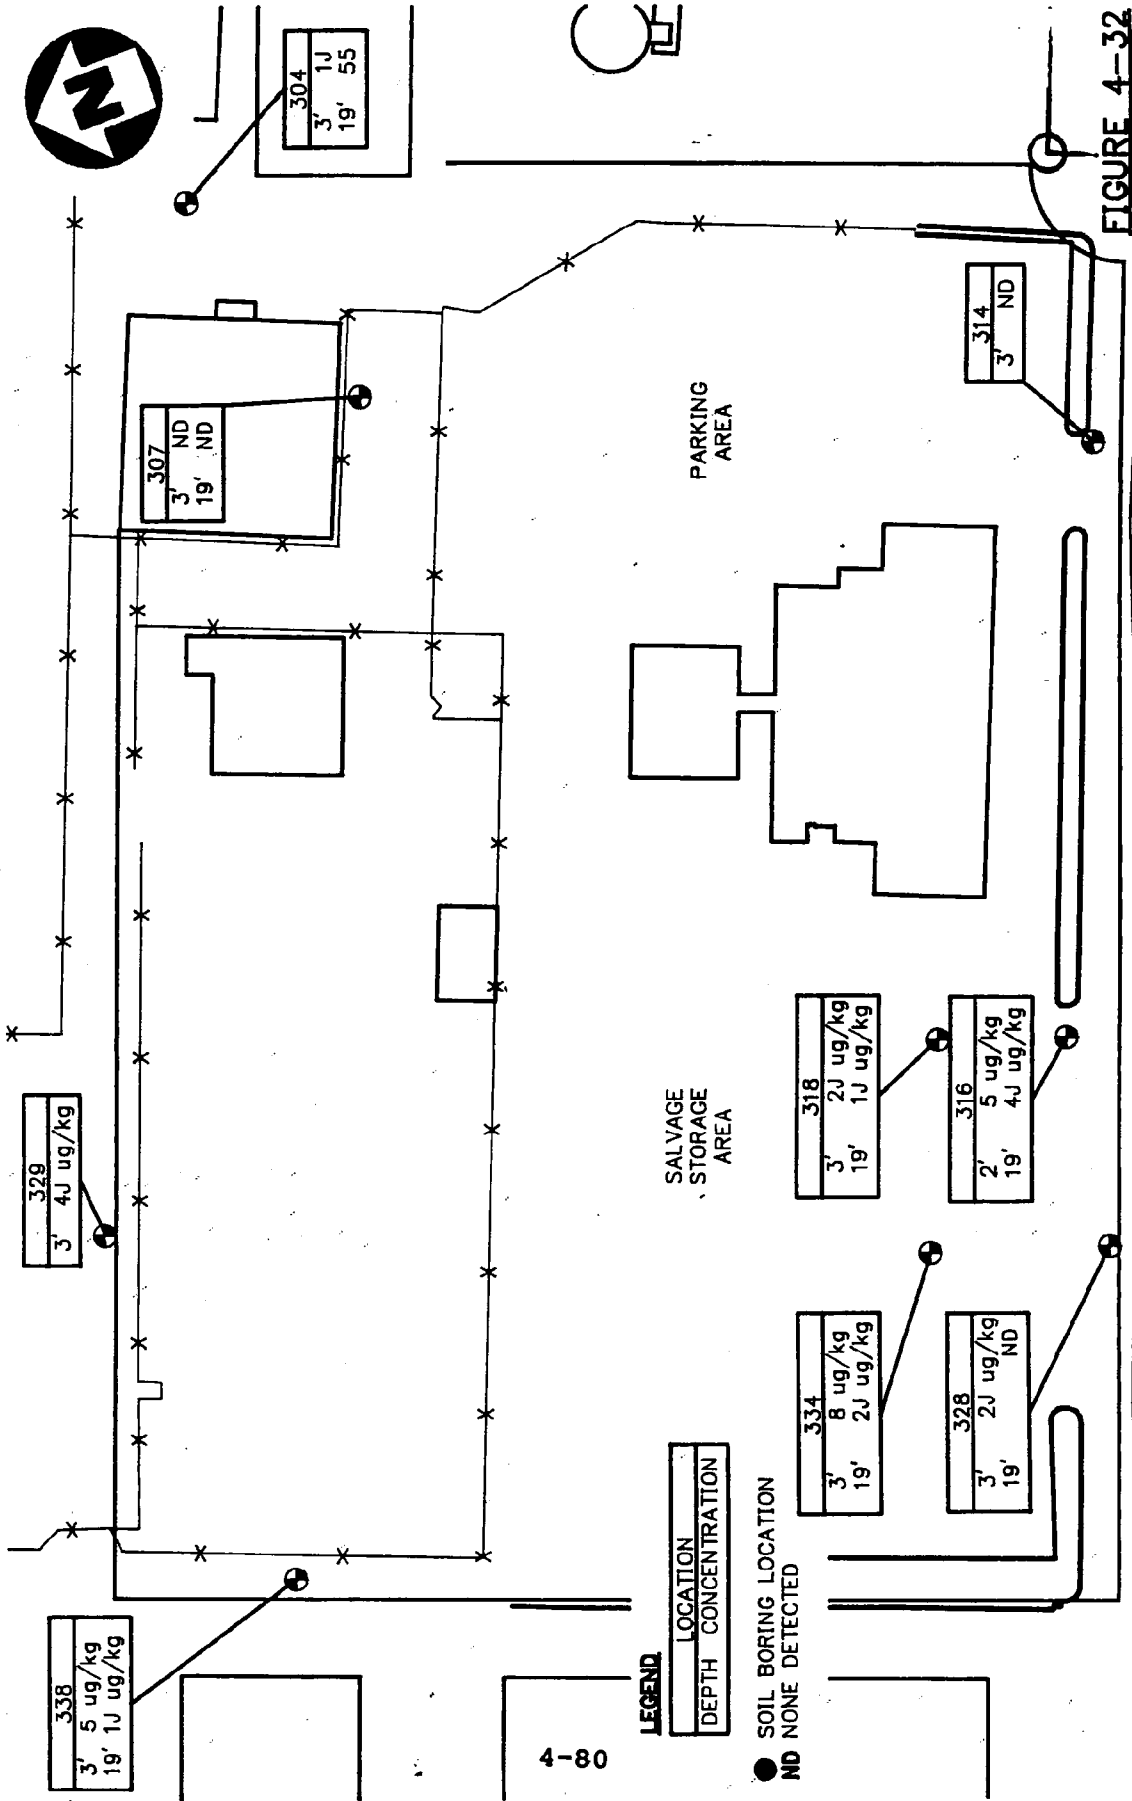 N
338
3' 5 ug/kg
19' 1J ug/kg
329
3' 4J ug/kg
307
3' ND
19' ND
304
3' 1J
19' 55
SALVAGE
STORAGE
AREA
PARKING
AREA
334
3' 8 ug/kg
19' 2J ug/kg
318
3' 2J ug/kg
19' 1J ug/kg
328
3' 2J ug/kg
19' ND
316
2' 5 ug/kg
19' 4J ug/kg
314
3' ND
LEGEND
LOCATION
DEPTH CONCENTRATION
SOIL BORING LOCATION
ND NONE DETECTED
4-80
FIGURE 4-32